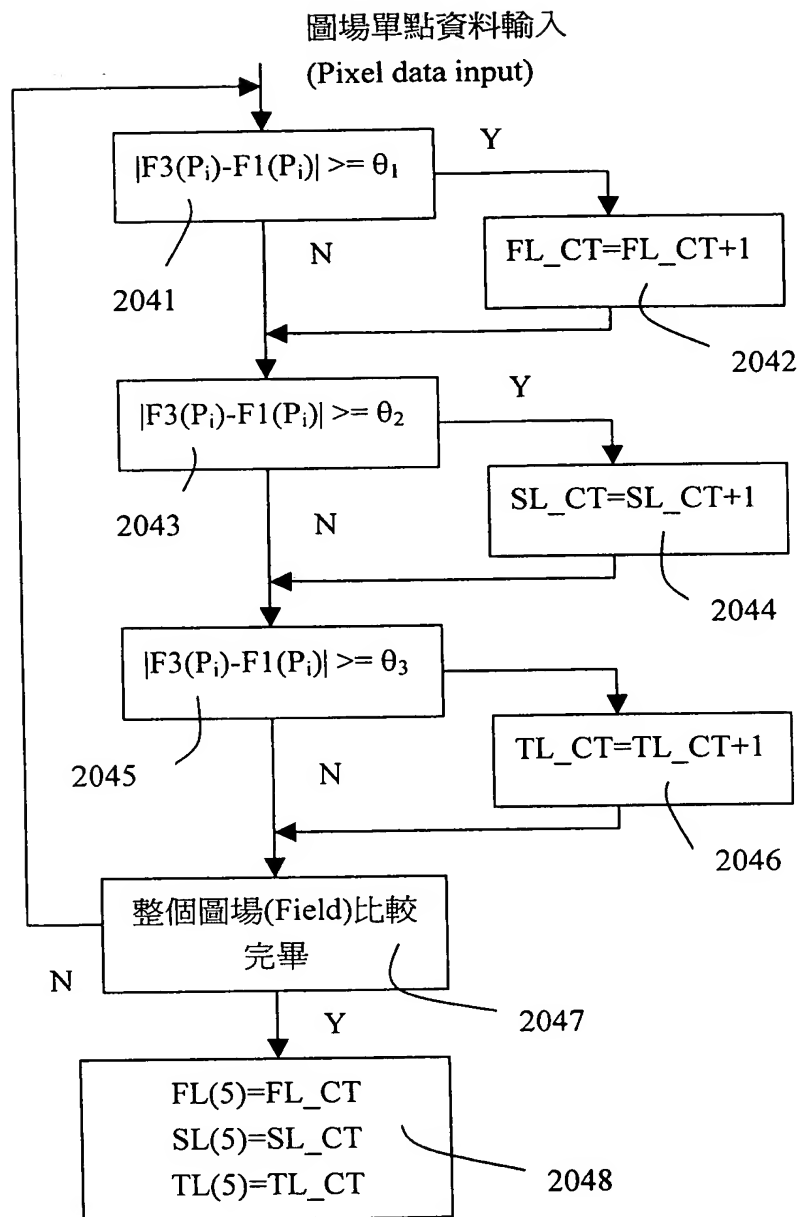 圖場單點資料輸入
(Pixel data input)
|F3(Pi)-F1(Pi)| >= θ1
Y
FL_CT=FL_CT+1
N
2041
2042
|F3(Pi)-F1(Pi)| >= θ2
Y
SL_CT=SL_CT+1
2043
N
2044
|F3(Pi)-F1(Pi)| >= θ3
TL_CT=TL_CT+1
2045
N
2046
整個圖場(Field)比較
完畢
N
2047
Y
FL(5)=FL_CT
SL(5)=SL_CT
TL(5)=TL_CT
2048